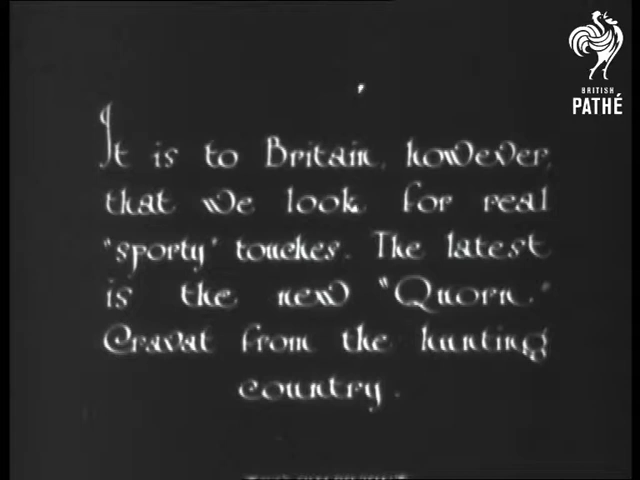 BRITISH
PATHÉ
It is to Britain, however,
that we look for real
"sporty" touches. The latest
is the new "Quorn"
Cravat from the hunting
country.